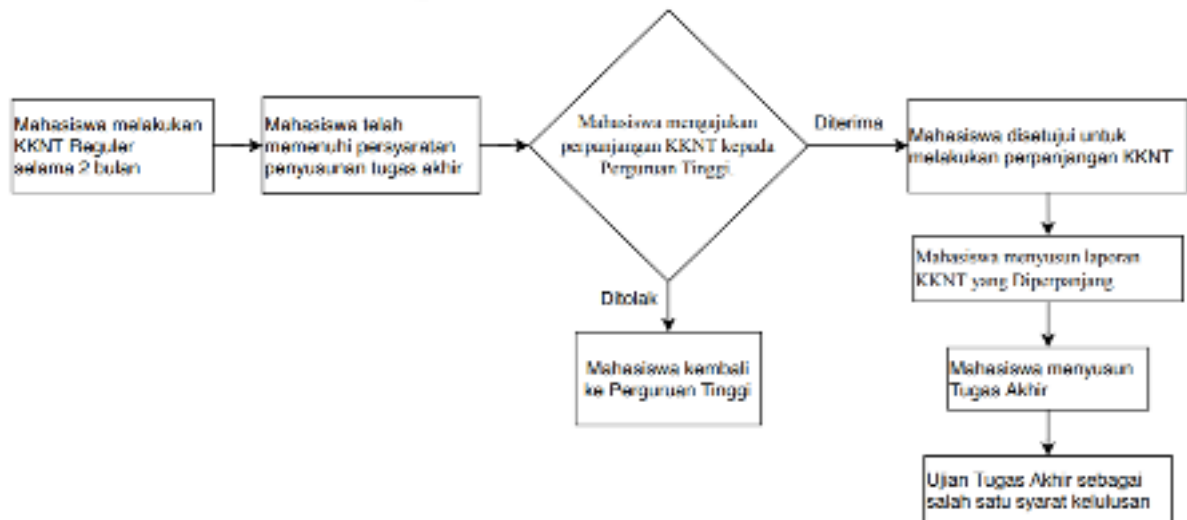 Mahasiswa melakukan
KKNT Reguler
selama 2 bulan
Mahasiswa telah
memenuhi persyaratan
penyusunan tugas akhir
Mahasiswa mengajukan
perpanjangan KKNT kepada
Perguruan Tinggi.
Diterima
Mahasiswa disetujui untuk
melakukan perpanjangan KKNT
Mahasiswa menyusun laporan
KKNT yang Diperpanjang
Ditolak
Mahasiswa kembali
ke Perguruan Tinggi
Mahasiswa menyusun
Tugas Akhir
Ujian Tugas Akhir sebagai
salah satu syarat kelulusan